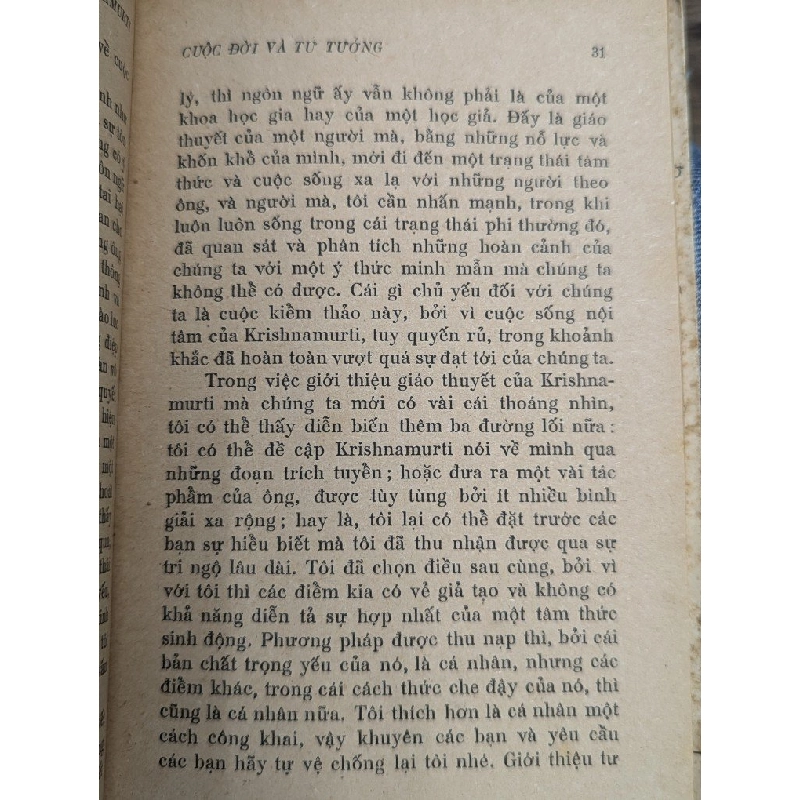 CUỘC ĐỜI VÀ TƯ TƯỞNG 31
lý, thì ngôn ngữ ấy vẫn không phải là của một
khoa học gia hay của một học giả. Đấy là giáo
thuyết của một người mà, bằng những nỗ lực và
khốn khổ của mình, mới đi đến một trạng thái tâm
thức và cuộc sống xa lạ với những người theo
ông, và người mà, tôi cần nhấn mạnh, trong khi
luôn luôn sống trong cái trạng thái phi thường đó,
đã quan sát và phân tích những hoàn cảnh của
chúng ta với một ý thức minh mẫn mà chúng ta
không thể có được. Cái gì chủ yếu đối với chúng
ta là cuộc kiểm thảo này, bởi vì cuộc sống nội
tâm của Krishnamurti, tuy quyến rủ, trong khoảnh
khắc đã hoàn toàn vượt quá sự đạt tới của chúng ta.
Trong việc giới thiệu giáo thuyết của Krishna-
murti mà chúng ta mới có vài cái thoáng nhìn,
tôi có thể thấy diễn biến thêm ba đường lối nữa :
tôi có thể đề cập Krishnamurti nói về mình qua
những đoạn trích tuyển ; hoặc đưa ra một vài tác
phẩm của ông, được tùy tùng bởi ít nhiều bình
giải xa rộng ; hay là, tôi lại có thể đặt trước các
bạn sự hiểu biết mà tôi đã thu nhận được qua sự
tri ngộ lâu dài. Tôi đã chọn điều sau cùng, bởi vì
với tôi thì các điểm kia có vẻ giả tạo và không có
khả năng diễn tả sự hợp nhất của một tâm thức
sinh động. Phương pháp được thu nạp thì, bởi cái
bản chất trọng yếu của nó, là cá nhân, nhưng các
điểm khác, trong cái cách thức che đậy của nó, thì
cũng là cá nhân nữa. Tôi thích hơn là cá nhân một
cách công khai, vậy khuyên các bạn và yêu cầu
các bạn hãy tự vệ chống lại tôi nhé. Giới thiệu tư